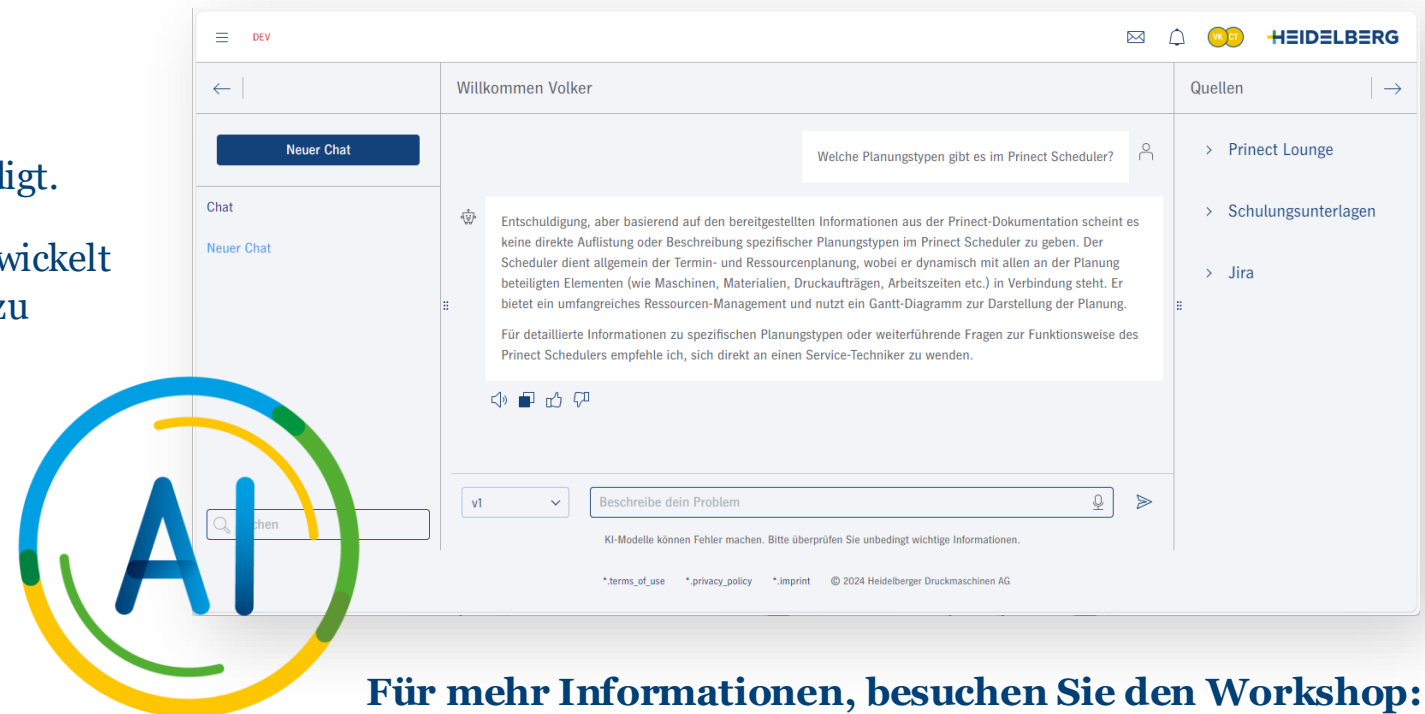 DEV
VK CT
HEIDELBERG
Willkommen Volker
Quellen
Neuer Chat
Chat
Neuer Chat
Welche Planungstypen gibt es im Prinect Scheduler?
Entschuldigung, aber basierend auf den bereitgestellten Informationen aus der Prinect-Dokumentation scheint es
keine direkte Auflistung oder Beschreibung spezifischer Planungstypen im Prinect Scheduler zu geben. Der
Scheduler dient allgemein der Termin- und Ressourcenplanung, wobei er dynamisch mit allen an der Planung
beteiligten Elementen (wie Maschinen, Materialien, Druckaufträgen, Arbeitszeiten etc.) in Verbindung steht. Er
bietet ein umfangreiches Ressourcen-Management und nutzt ein Gantt-Diagramm zur Darstellung der Planung.
Für detaillierte Informationen zu spezifischen Planungstypen oder weiterführende Fragen zur Funktionsweise des
Prinect Schedulers empfehle ich, sich direkt an einen Service-Techniker zu wenden.
Prinect Lounge
Schulungsunterlagen
Jira
digt.
wickelt
zu
chen
v1
Beschreibe dein Problem
KI-Modelle können Fehler machen. Bitte überprüfen Sie unbedingt wichtige Informationen.
*.terms_of_use *.privacy_policy *.imprint © 2024 Heidelberger Druckmaschinen AG
AI
Für mehr Informationen, besuchen Sie den Workshop: